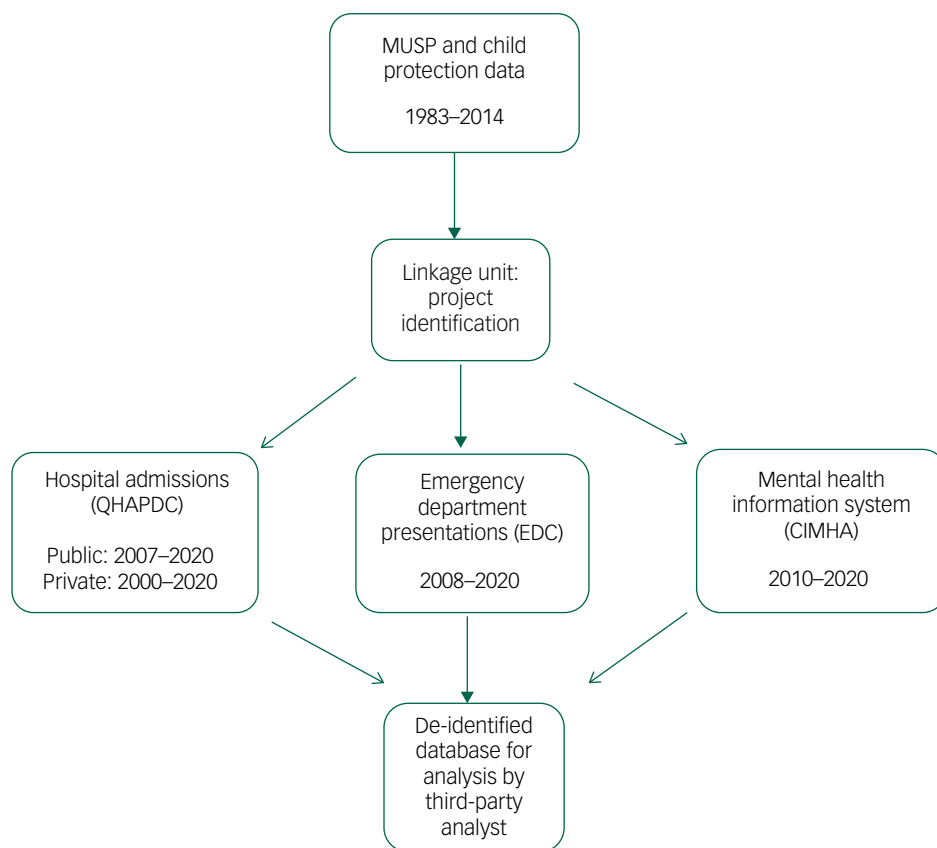 MUSP and child
protection data
1983–2014
Linkage unit:
project
identification
Hospital admissions
(QHAPDC)
Public: 2007–2020
Private: 2000–2020
Emergency
department
presentations (EDC)
2008–2020
Mental health
information system
(CIMHA)
2010–2020
De-identified
database for
analysis by
third-party
analyst